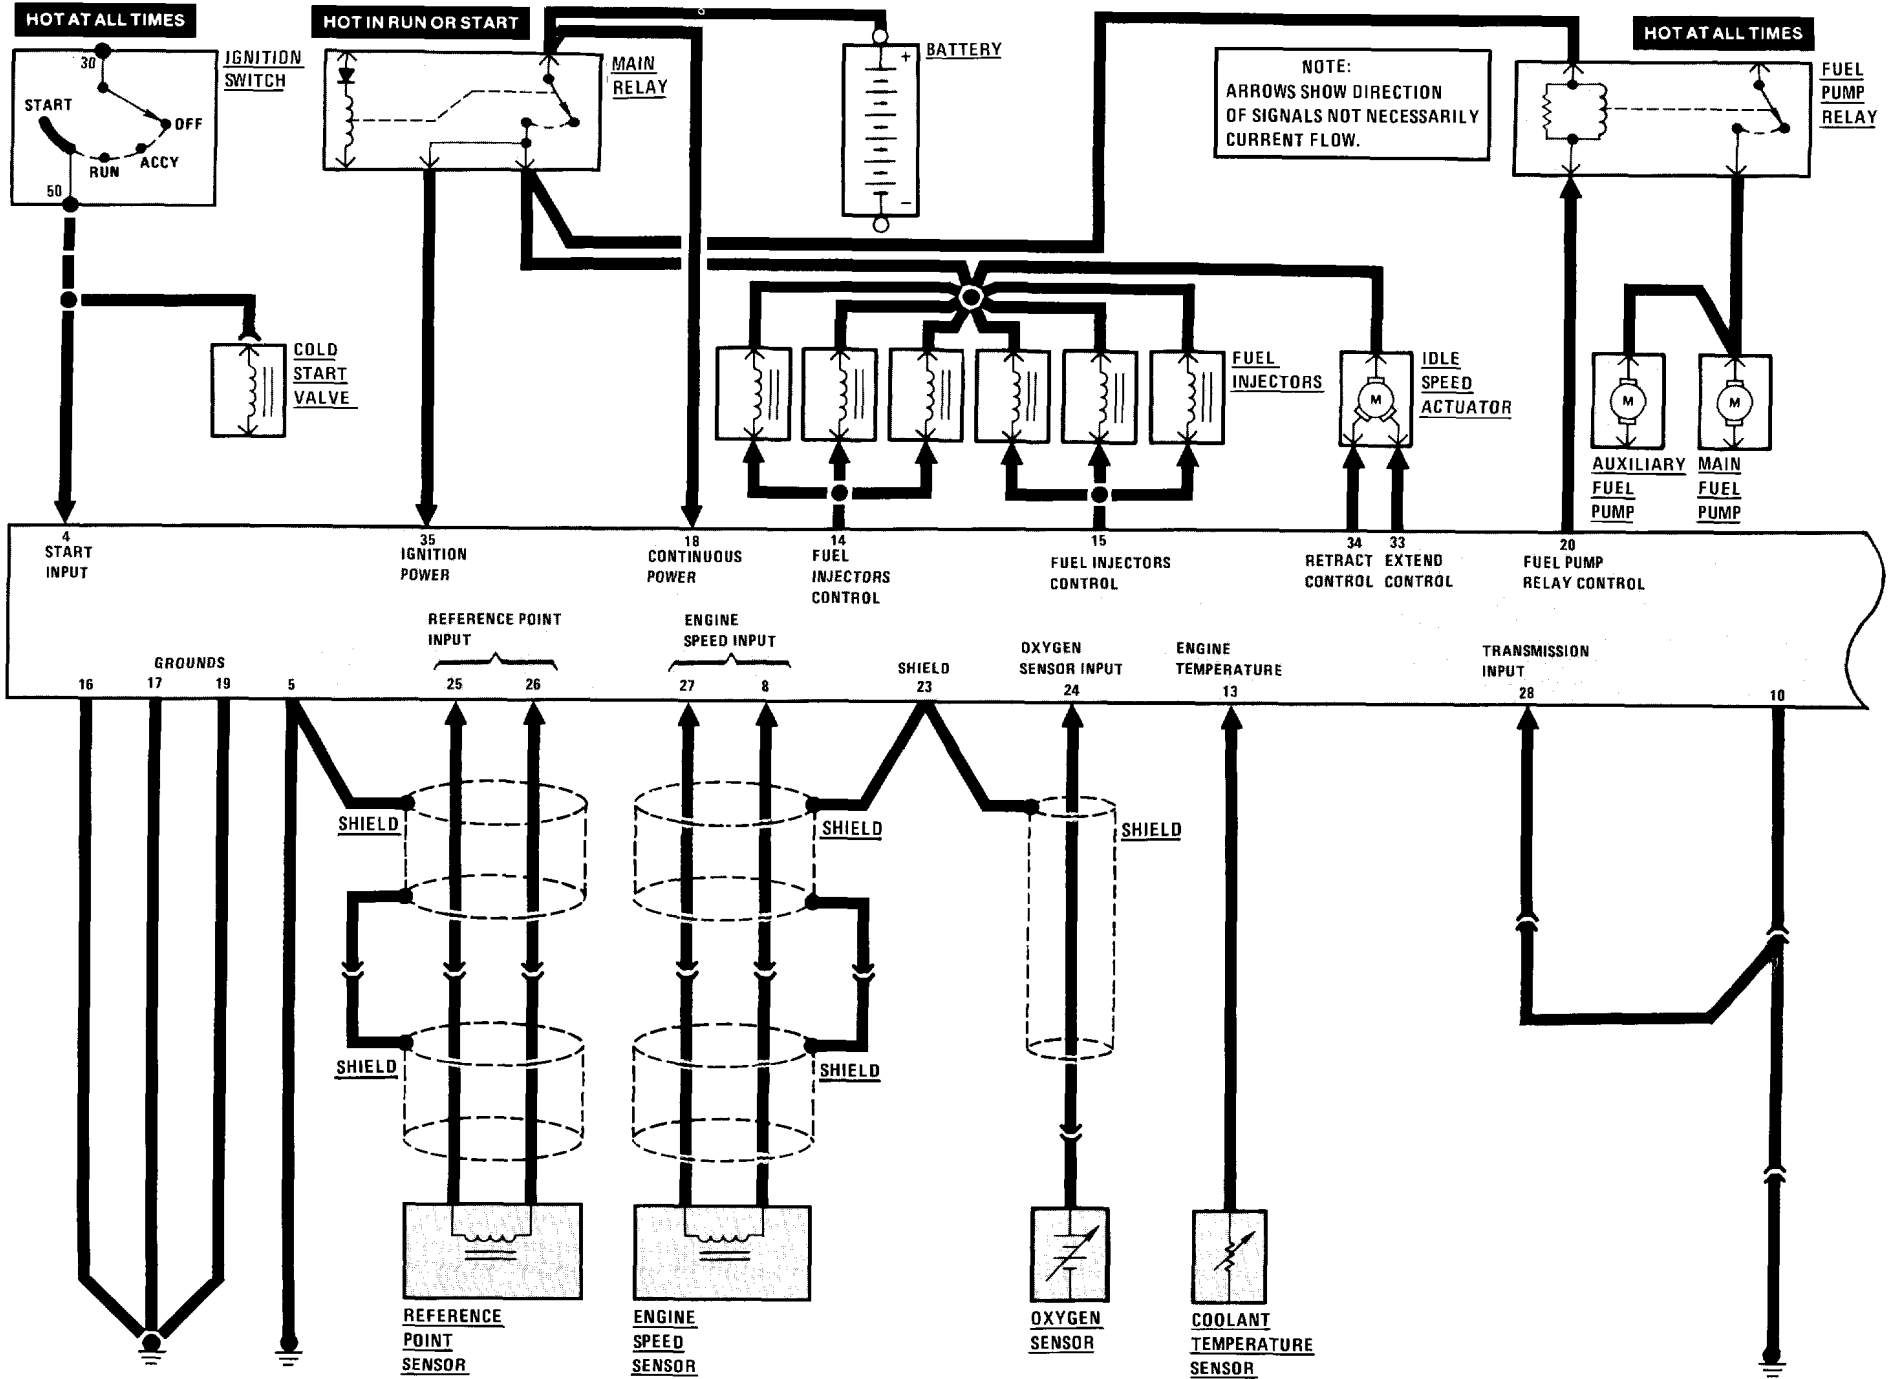 HOT AT ALL TIMES
HOT IN RUN OR START
HOT AT ALL TIMES
30
IGNITION
SWITCH
START
OFF
ACCY
RUN
50
MAIN
RELAY
BATTERY
+
–
NOTE:
ARROWS SHOW DIRECTION
OF SIGNALS NOT NECESSARILY
CURRENT FLOW.
FUEL
PUMP
RELAY
COLD
START
VALVE
FUEL
INJECTORS
M
IDLE
SPEED
ACTUATOR
M
M
AUXILIARY
FUEL
PUMP
MAIN
FUEL
PUMP
4
START
INPUT
35
IGNITION
POWER
18
CONTINUOUS
POWER
14
FUEL
INJECTORS
CONTROL
15
FUEL INJECTORS
CONTROL
34
RETRACT
CONTROL
33
EXTEND
CONTROL
20
FUEL PUMP
RELAY CONTROL
GROUNDS
16
17
19
5
REFERENCE POINT
INPUT
25
26
ENGINE
SPEED INPUT
27
8
SHIELD
23
OXYGEN
SENSOR INPUT
24
ENGINE
TEMPERATURE
13
TRANSMISSION
INPUT
28
10
SHIELD
SHIELD
SHIELD
SHIELD
SHIELD
REFERENCE
POINT
SENSOR
ENGINE
SPEED
SENSOR
OXYGEN
SENSOR
COOLANT
TEMPERATURE
SENSOR